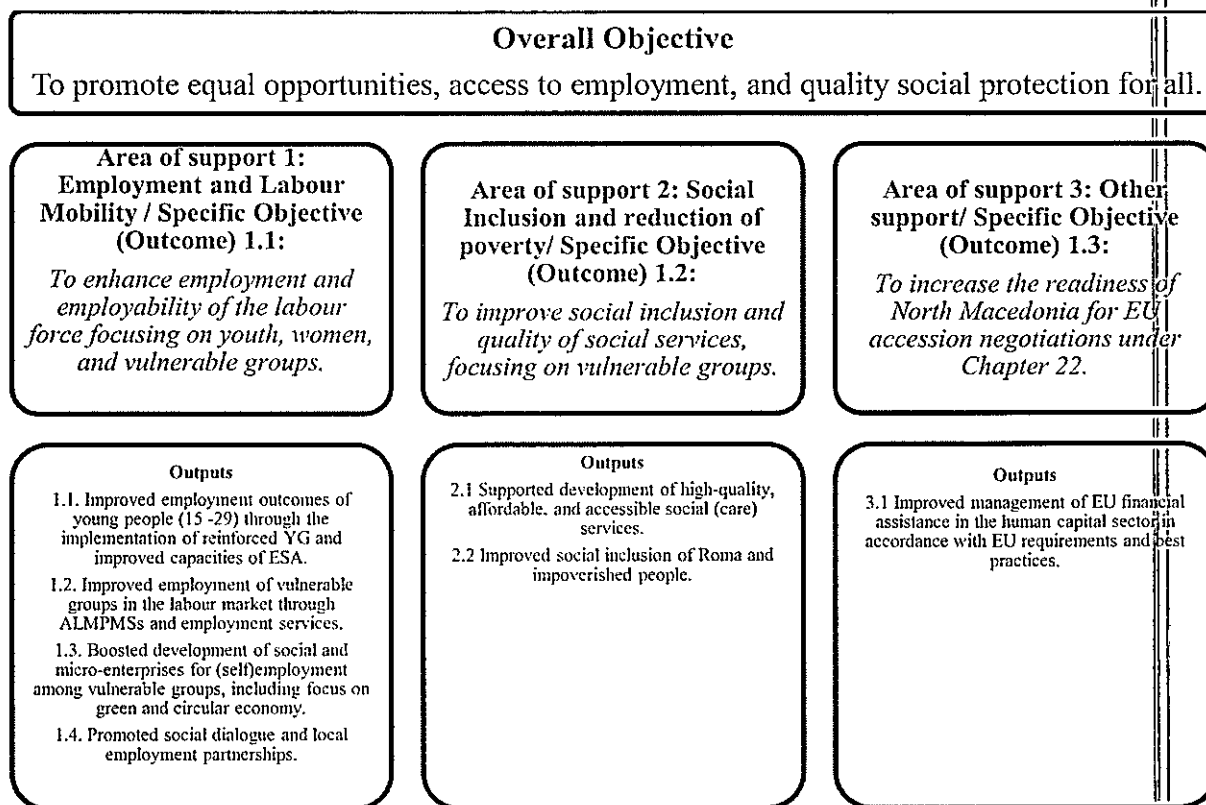 Overall Objective
To promote equal opportunities, access to employment, and quality social protection for all.
Area of support 1:
Employment and Labour
Mobility / Specific Objective
(Outcome) 1.1:
To enhance employment and
employability of the labour
force focusing on youth, women,
and vulnerable groups.
Area of support 2: Social
Inclusion and reduction of
poverty/ Specific Objective
(Outcome) 1.2:
To improve social inclusion and
quality of social services,
focusing on vulnerable groups.
Area of support 3: Other
support/ Specific Objective
(Outcome) 1.3:
To increase the readiness of
North Macedonia for EU
accession negotiations under
Chapter 22.
Outputs
1.1. Improved employment outcomes of
young people (15 -29) through the
implementation of reinforced YG and
improved capacities of ESA.
1.2. Improved employment of vulnerable
groups in the labour market through
ALMPMSs and employment services.
1.3. Boosted development of social and
micro-enterprises for (self)employment
among vulnerable groups, including focus on
green and circular economy.
1.4. Promoted social dialogue and local
employment partnerships.
Outputs
2.1 Supported development of high-quality,
affordable, and accessible social (care)
services.
2.2 Improved social inclusion of Roma and
impoverished people.
Outputs
3.1 Improved management of EU financial
assistance in the human capital sector in
accordance with EU requirements and best
practices.